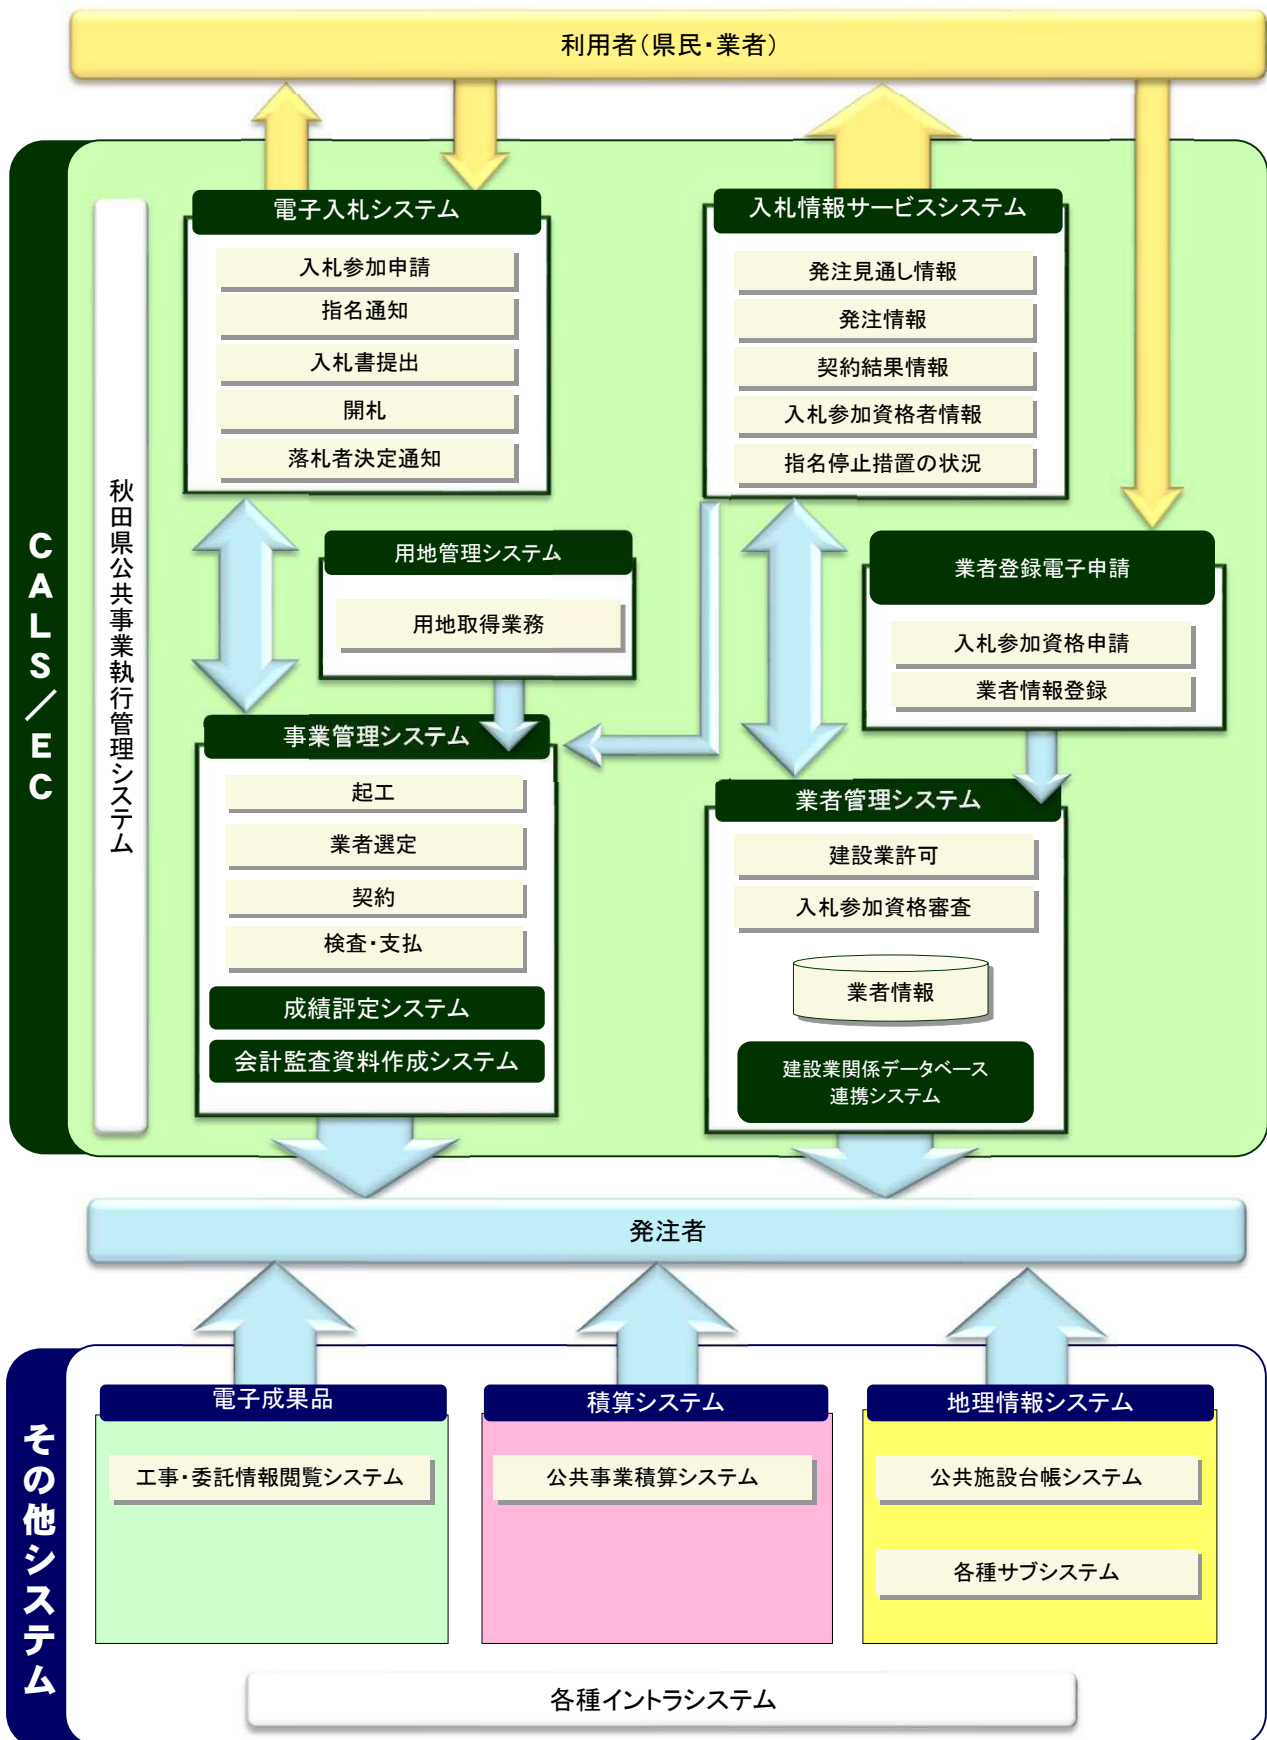 利用者（県民・業者）
CALS／EC
秋田県公共事業執行管理システム
電子入札システム
入札参加申請
指名通知
入札書提出
開札
落札者決定通知
入札情報サービスシステム
発注見通し情報
発注情報
契約結果情報
入札参加資格者情報
指名停止措置の状況
用地管理システム
用地取得業務
業者登録電子申請
入札参加資格申請
業者情報登録
事業管理システム
起工
業者選定
契約
検査・支払
成績評定システム
会計監査資料作成システム
業者管理システム
建設業許可
入札参加資格審査
業者情報
建設業関係データベース
連携システム
発注者
その他システム
電子成果品
工事・委託情報閲覧システム
積算システム
公共事業積算システム
地理情報システム
公共施設台帳システム
各種サブシステム
各種イントラシステム